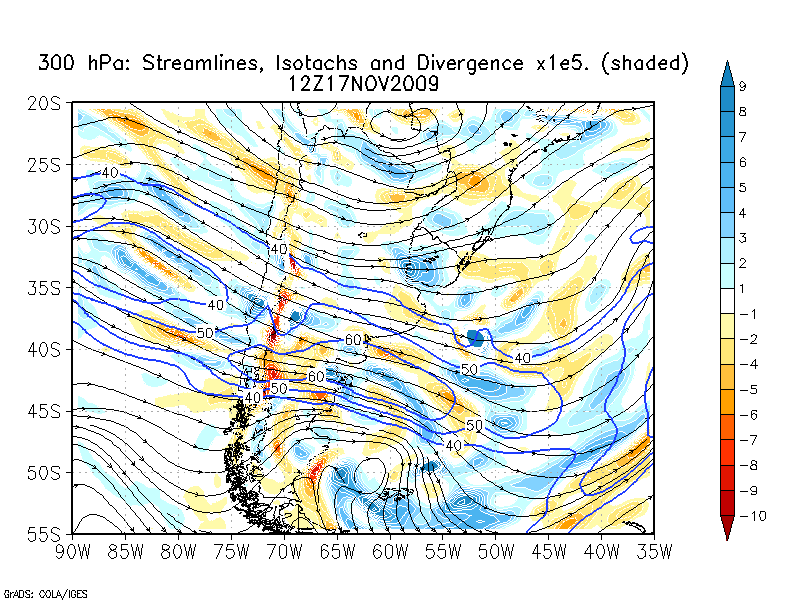 300 hPa: Streamlines, Isotachs and Divergence x1e5. (shaded)
12Z17NOV2009
20S
25S
30S
35S
40S
45S
50S
55S
90W 85W 80W 75W 70W 65W 60W 55W 50W 45W 40W 35W
40
40
40
50
60
60
50
40
50
40
50
40
9
8
7
6
5
4
3
2
1
-1
-2
-3
-4
-5
-6
-7
-8
-9
-10
GrADS: COLA/IGES